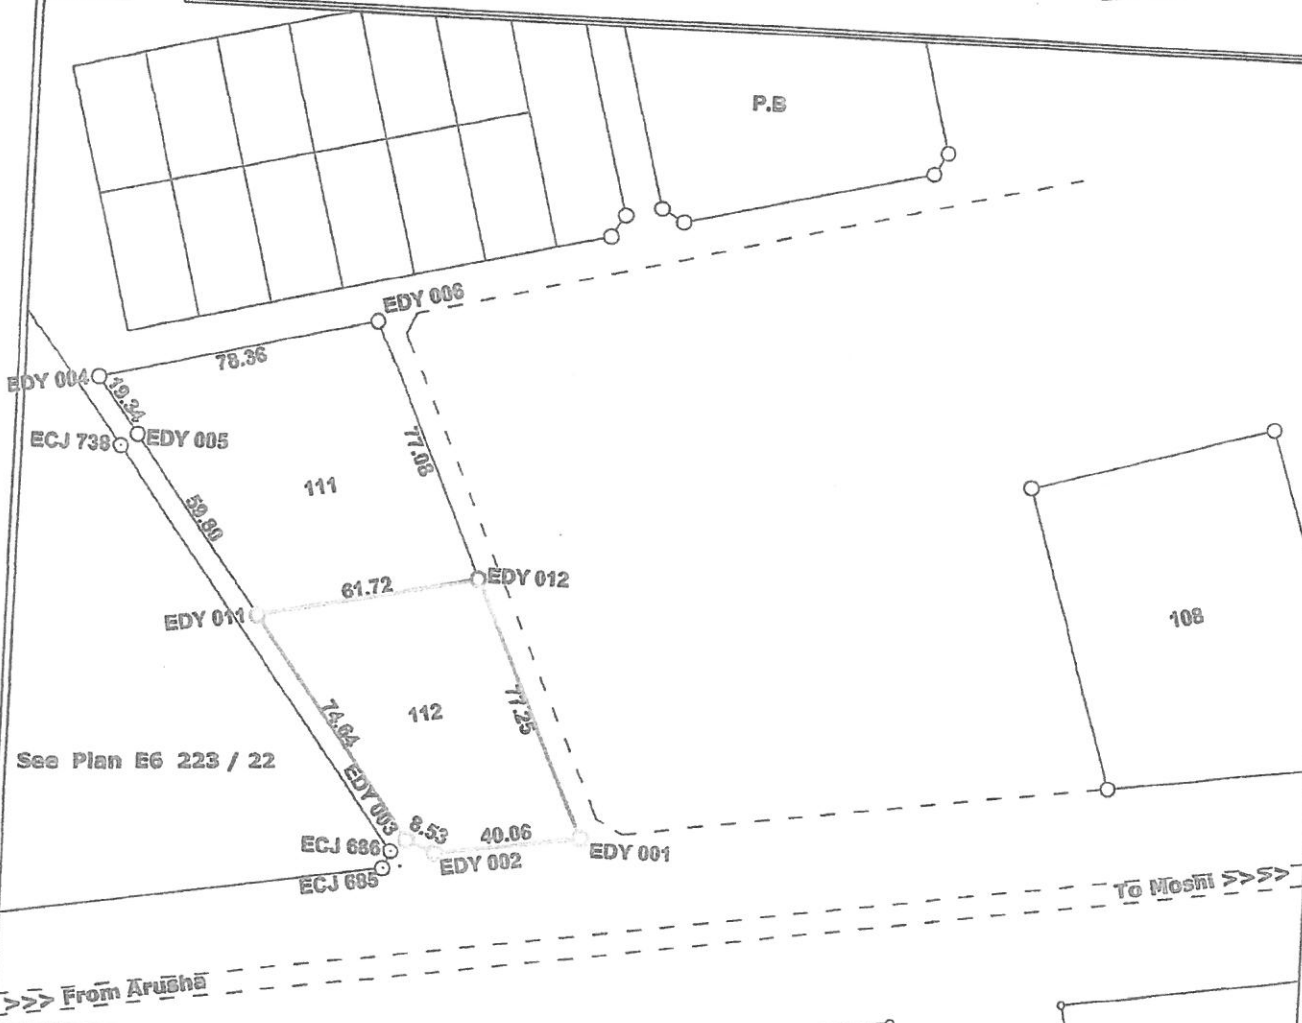 P.B
EDY 006
78.36
EDY 004
19.34
ECJ 738
EDY 005
77.08
111
59.80
61.72
EDY 012
EDY 011
108
74.64
112
77.25
See Plan E6 223 / 22
EDY 003
8.53
40.06
ECJ 686
EDY 002
EDY 001
ECJ 685
To Moshi >>>>
>>> From Arusha